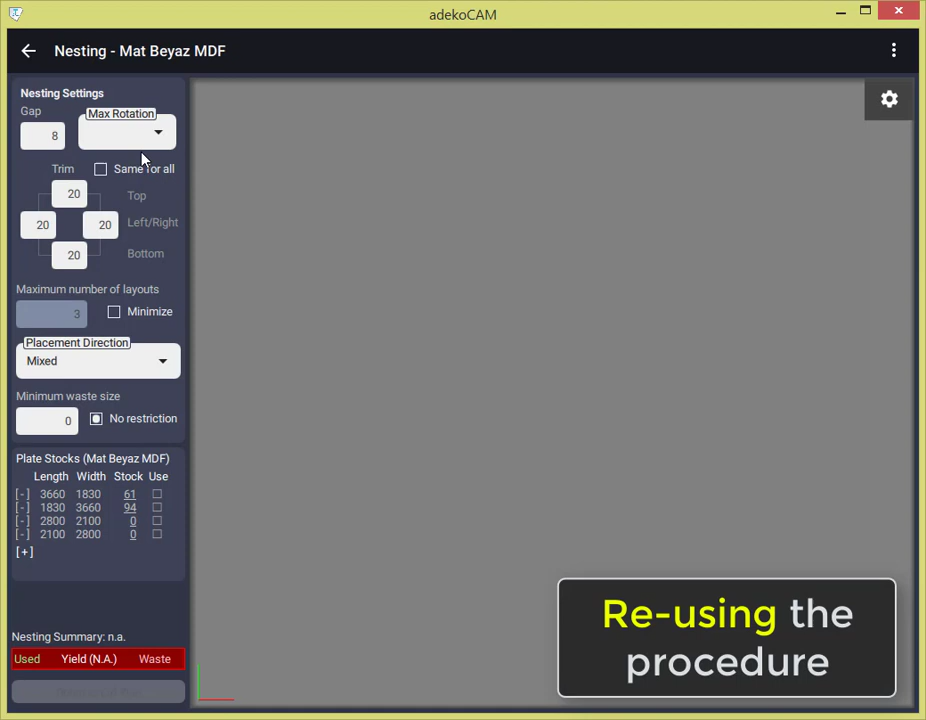 adekoCAM
Nesting - Mat Beyaz MDF
Nesting Settings
Gap
Max Rotation
8
Trim
Same for all
20
Top
20
20
Left/Right
20
Bottom
Maximum number of layouts
3
Minimize
Placement Direction
Mixed
Minimum waste size
0
No restriction
Plate Stocks (Mat Beyaz MDF)
Length Width Stock Use
[-] 3660 1830 61
[-] 1830 3660 94
[-] 2800 2100 0
[-] 2100 2800 0
[+]
Nesting Summary: n.a.
Used Yield (N.A.) Waste
Re-using the
procedure